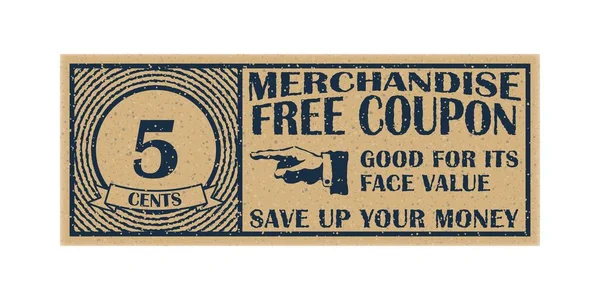 5
CENTS
MERCHANDISE
FREE COUPON
GOOD FOR ITS
FACE VALUE
SAVE UP YOUR MONEY